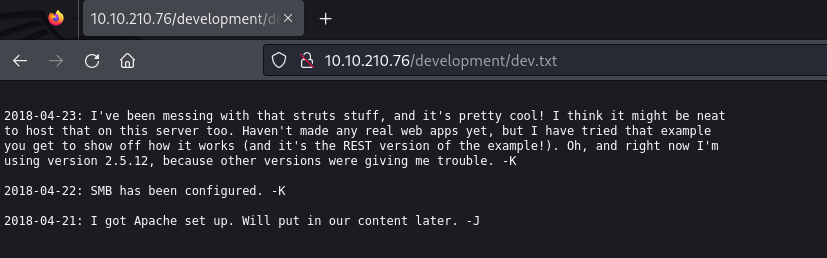 10.10.210.76/development/de
10.10.210.76/development/dev.txt
2018-04-23: I've been messing with that struts stuff, and it's pretty cool! I think it might be neat
to host that on this server too. Haven't made any real web apps yet, but I have tried that example
you get to show off how it works (and it's the REST version of the example!). Oh, and right now I'm
using version 2.5.12, because other versions were giving me trouble. -K
2018-04-22: SMB has been configured. -K
2018-04-21: I got Apache set up. Will put in our content later. -J